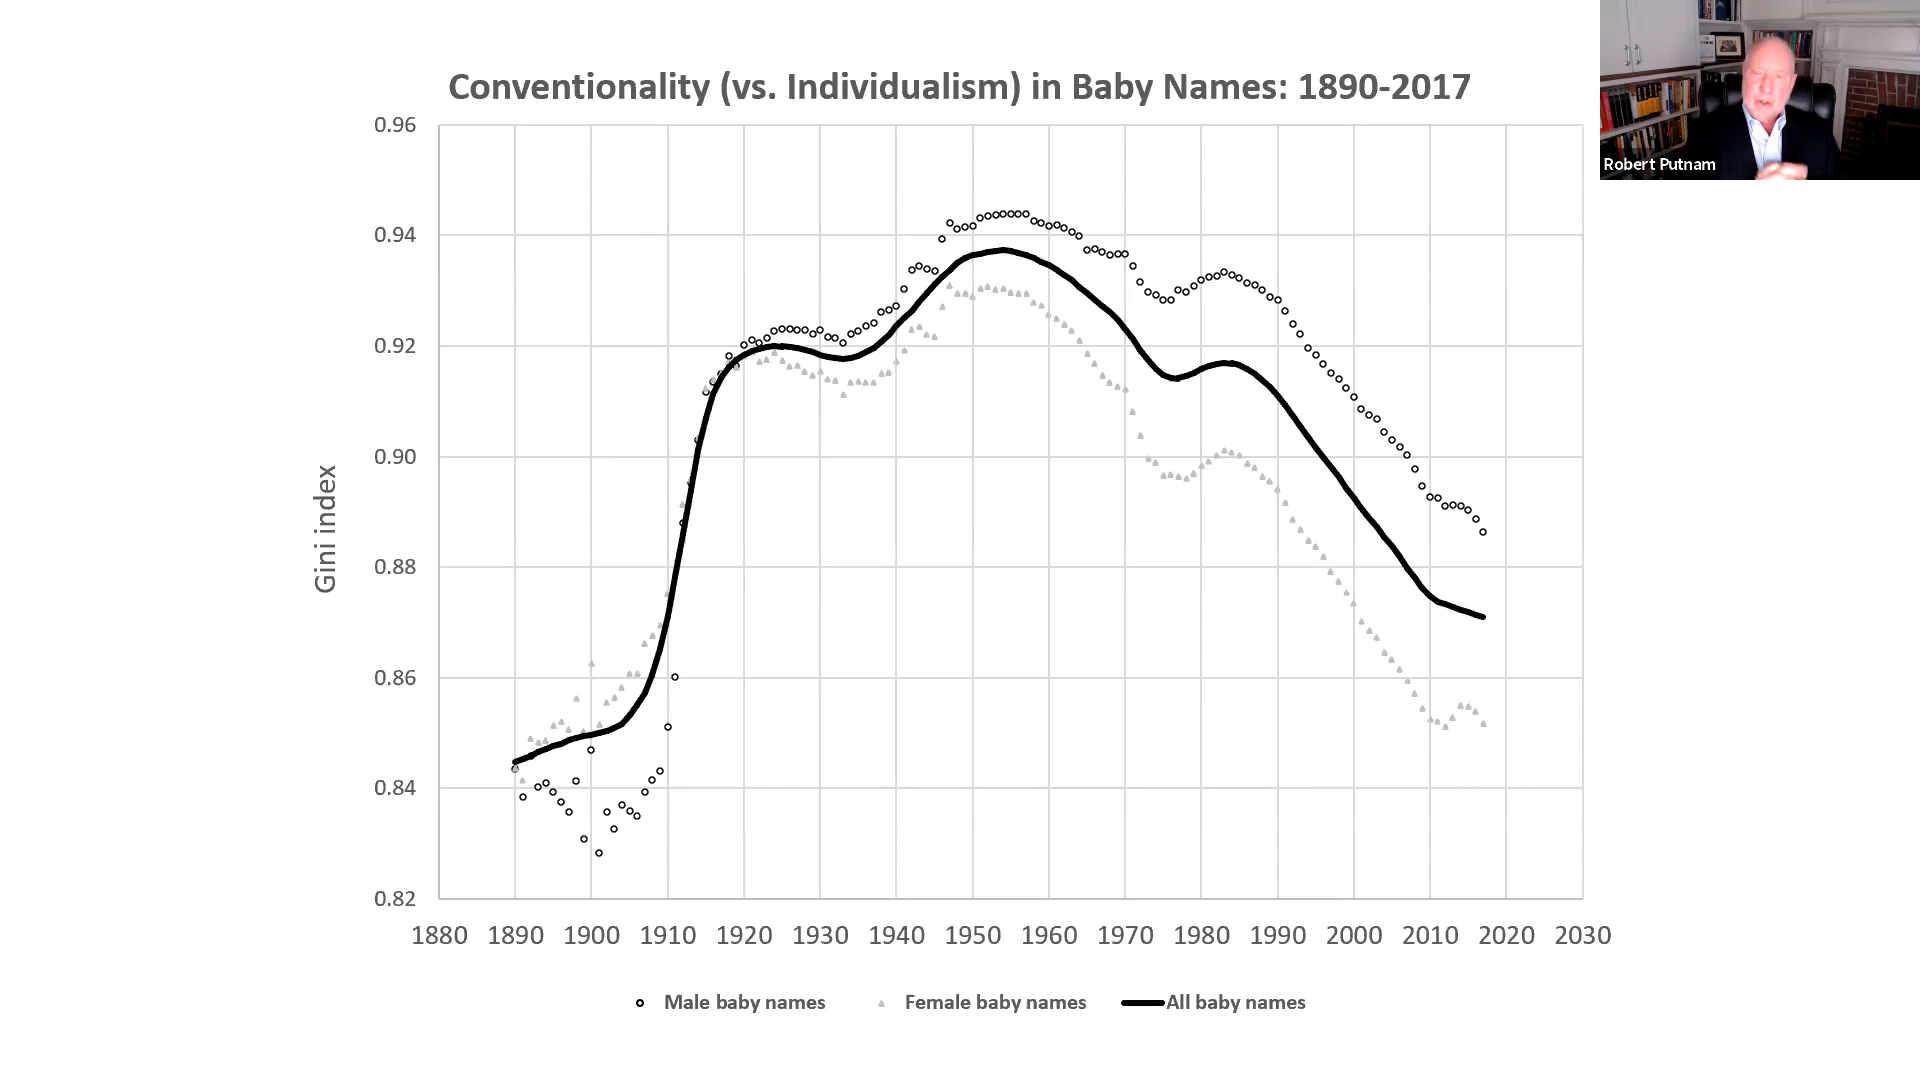 Conventionality (vs. Individualism) in Baby Names: 1890-2017
Robert Putnam
Gini index
0.96
0.94
0.92
0.90
0.88
0.86
0.84
0.82
1880 1890 1900 1910 1920 1930 1940 1950 1960 1970 1980 1990 2000 2010 2020 2030
Male baby names Female baby names All baby names